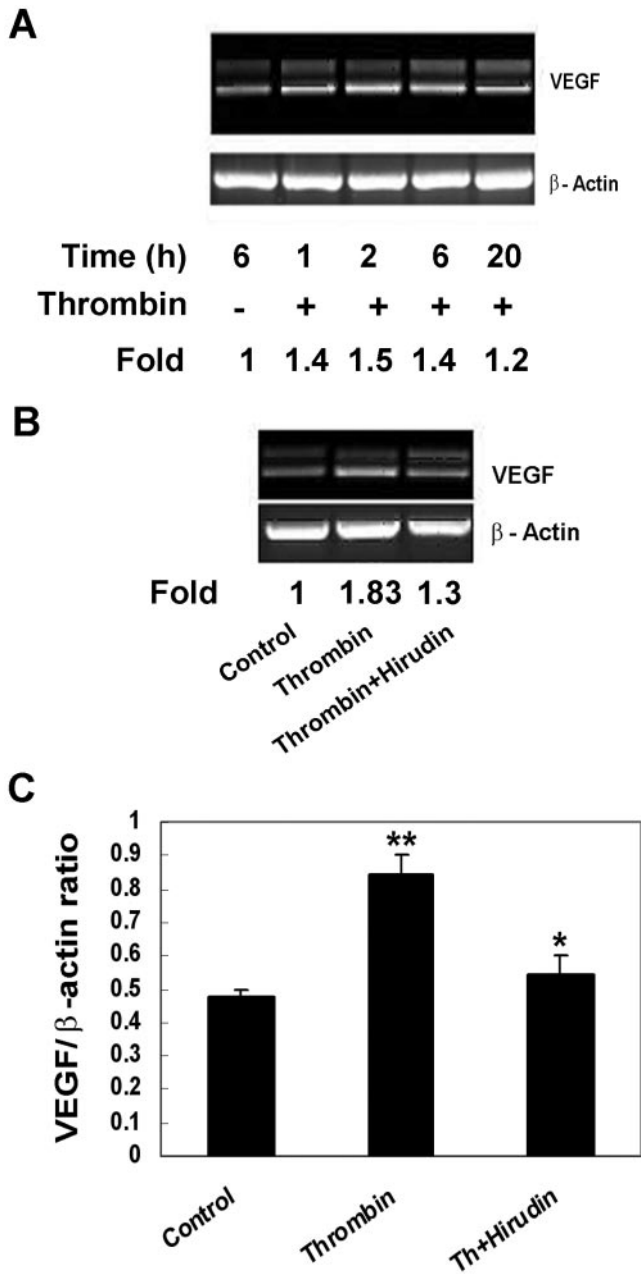 A
VEGF
β- Actin
Time (h) 6 1 2 6 20
Thrombin - + + + +
Fold 1 1.4 1.5 1.4 1.2
B
VEGF
β - Actin
Fold 1 1.83 1.3
Control Thrombin Thrombin+Hirudin
C
VEGF/β-actin ratio
1
0.9
0.8
0.7
0.6
0.5
0.4
0.3
0.2
0.1
0
**
*
Control Thrombin Th+Hirudin